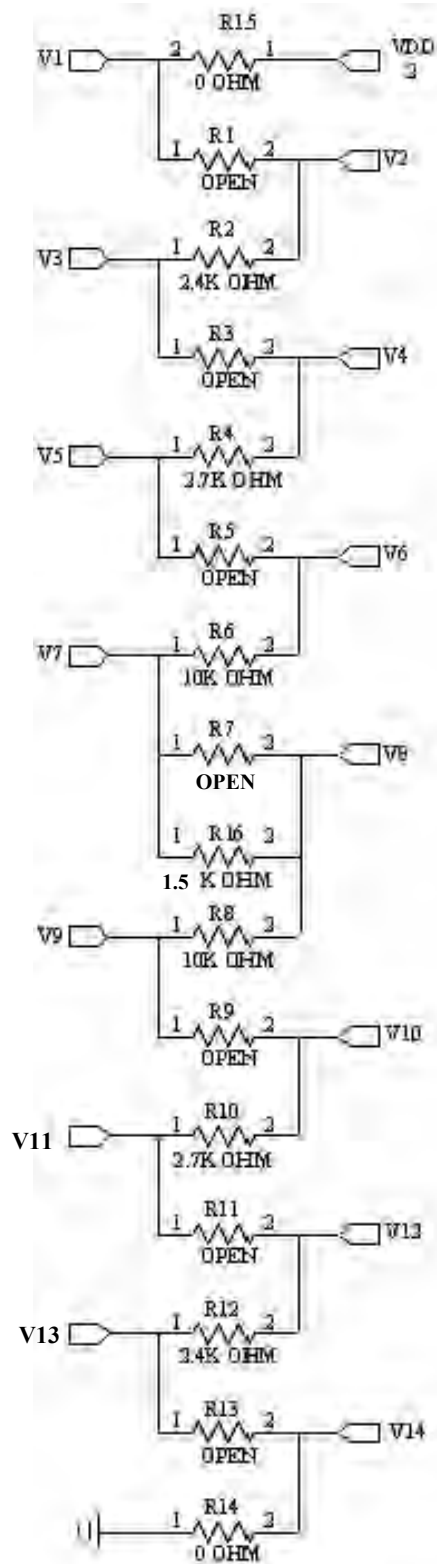 R15
V1 2 1 VDD
0 OHM 2
R1
1 2 V2
OPEN
R2
V3 1 2
2.4K OHM
R3
1 2 V4
OPEN
R4
V5 1 2
2.7K OHM
R5
1 2 V6
OPEN
R6
V7 1 2
10K OHM
R7
1 2 V8
OPEN
1 R16 2
1.5 K OHM
R8
V9 1 2
10K OHM
R9
1 2 V10
OPEN
R10
V11 1 2
2.7K OHM
R11
1 2 V12
OPEN
R12
V13 1 2
2.4K OHM
R13
1 2 V14
OPEN
R14
1 2
0 OHM